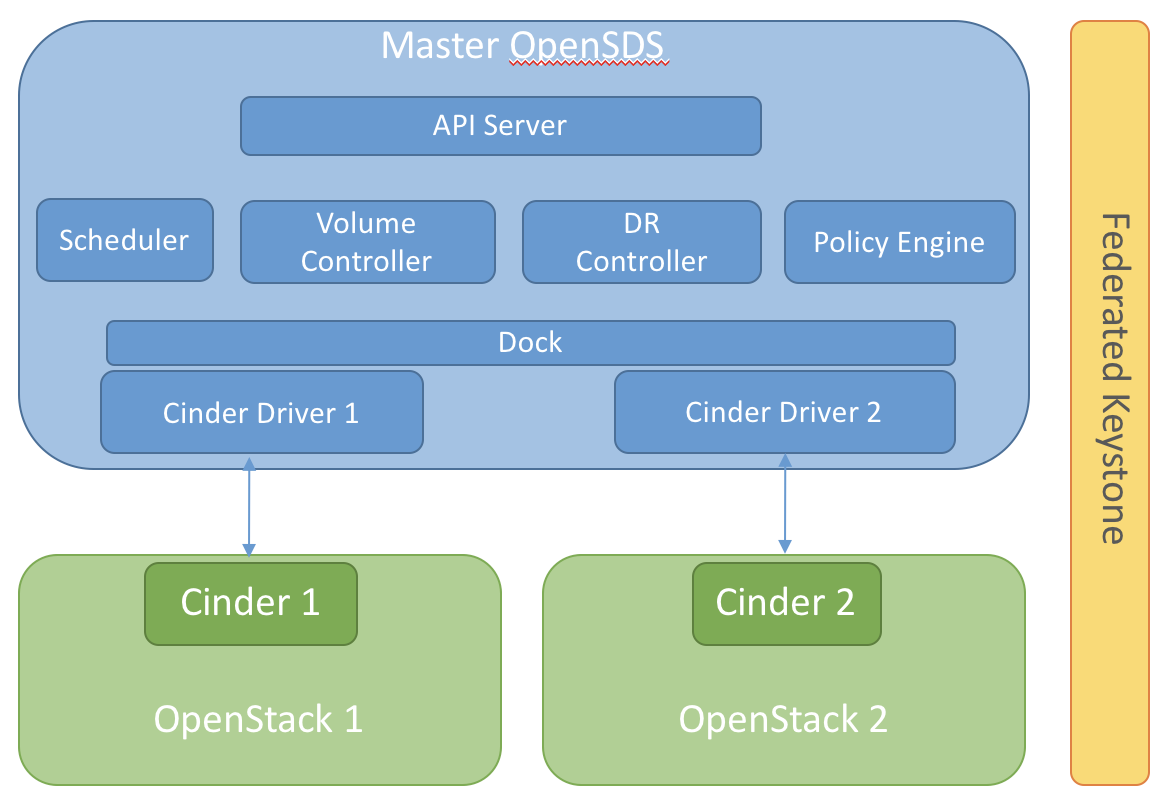 Master OpenSDS
API Server
Scheduler
Volume
Controller
DR
Controller
Policy Engine
Dock
Cinder Driver 1
Cinder Driver 2
Cinder 1
OpenStack 1
Cinder 2
OpenStack 2
Federated Keystone